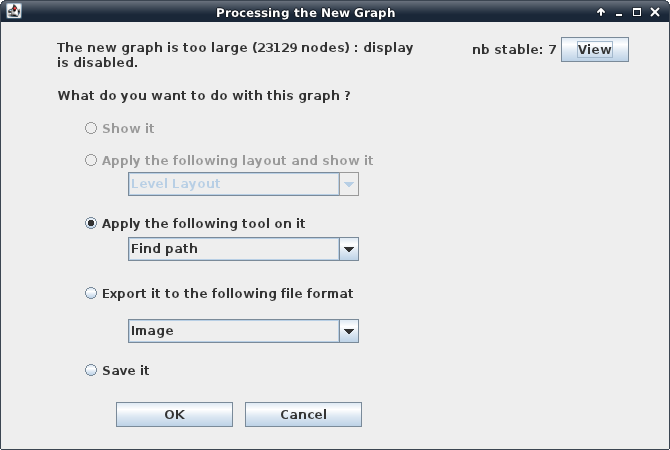 Processing the New Graph
The new graph is too large (23129 nodes) : display
is disabled.
nb stable: 7
View
What do you want to do with this graph ?
Show it
Apply the following layout and show it
Level Layout
Apply the following tool on it
Find path
Export it to the following file format
Image
Save it
OK
Cancel